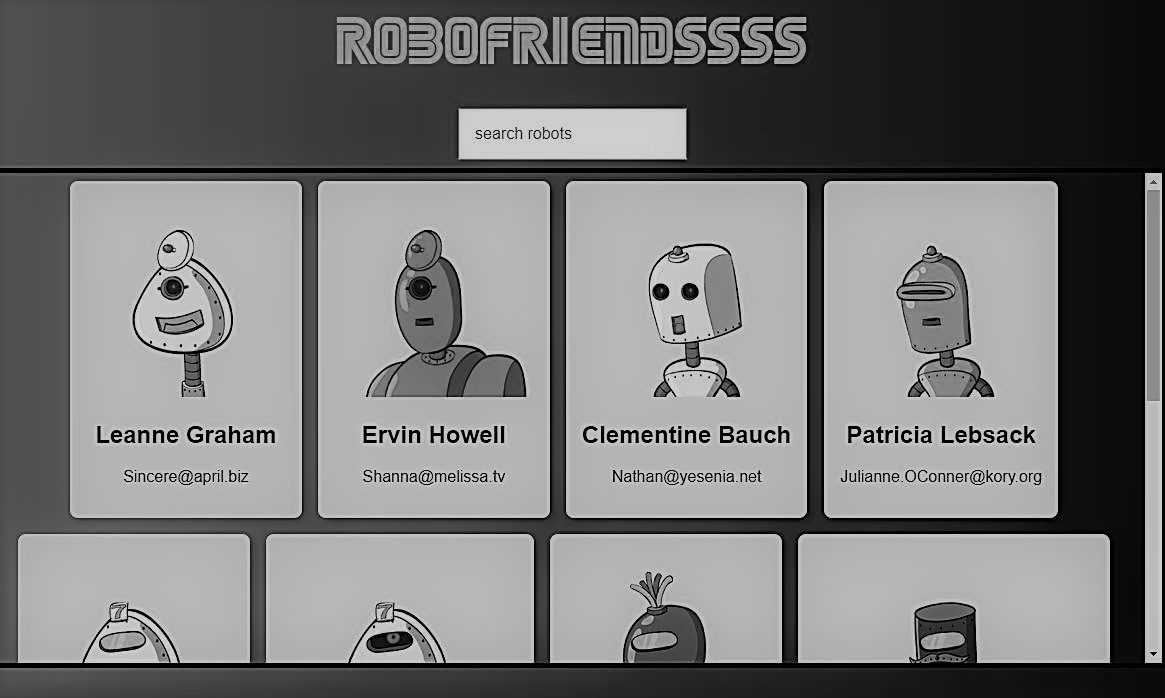 ROBOFRIENDSSSS
search robots
Leanne Graham
Ervin Howell
Clementine Bauch
Patricia Lebsack
Sincere@april.biz
Shanna@melissa.tv
Nathan@yesenia.net
Julianne.OConner@kory.org
7
7